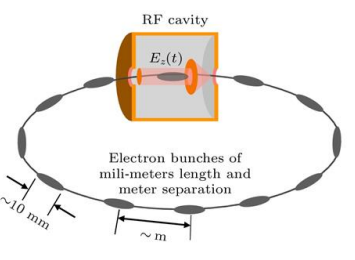 RF cavity
E_z(t)
Electron bunches of
mili-meters length and
meter separation
~10 mm
~ m